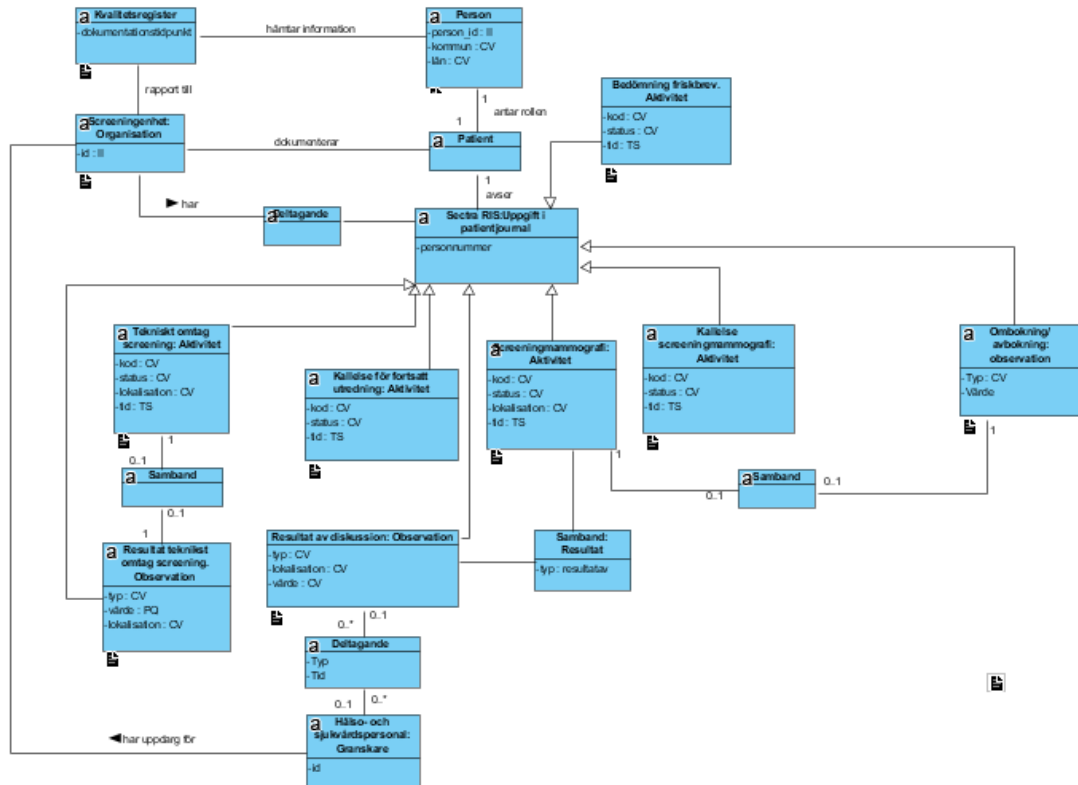 a Kvalitetsregister
-dokumentationstidpunkt
hämtar information
a Person
-person_id : II
-kommun : CV
-län : CV
rapport till
1
antar rollen
1
Bedömning friskbrev.
Aktivitet
-kod : CV
-status : CV
-tid : TS
a Screeningenhet:
Organisation
-id : II
dokumenterar
a Patient
1
avser
har
a Deltagande
a Sectra RIS:Uppgift i
patientjournal
-personnummer
a Tekniskt omtag
screening: Aktivitet
-kod : CV
-status : CV
-lokalisation : CV
-tid : TS
a Kallelse för fortsatt
utredning: Aktivitet
-kod : CV
-status : CV
-tid : TS
a Screeningmammografi:
Aktivitet
-kod : CV
-status : CV
-lokalisation : CV
-tid : TS
a Kallelse
screeningmammografi:
Aktivitet
-kod : CV
-status : CV
-tid : TS
a Ombokning/
avbokning:
observation
-Typ : CV
-Värde
1
0..1
a Samband
0..1
1
1
0..1
a Samband
0..1
1
a Resultat teknikst
omtag screening.
Observation
-typ : CV
-värde : PQ
-lokalisation : CV
Resultat av diskussion: Observation
-typ : CV
-lokalisation : CV
-värde : CV
Samband:
Resultat
-typ : resultatav
0..1
0..*
a Deltagande
-Typ
-Tid
0..*
0..1
a Hälso- och
sjukvårdspersonal:
Granskare
-id
har uppdarg för